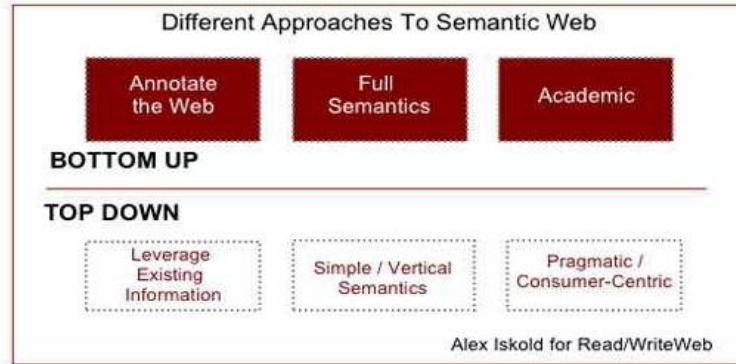 Different Approaches To Semantic Web
Annotate
the Web
Full
Semantics
Academic
BOTTOM UP
TOP DOWN
Leverage
Existing
Information
Simple / Vertical
Semantics
Pragmatic /
Consumer-Centric
Alex Iskold for Read/WriteWeb